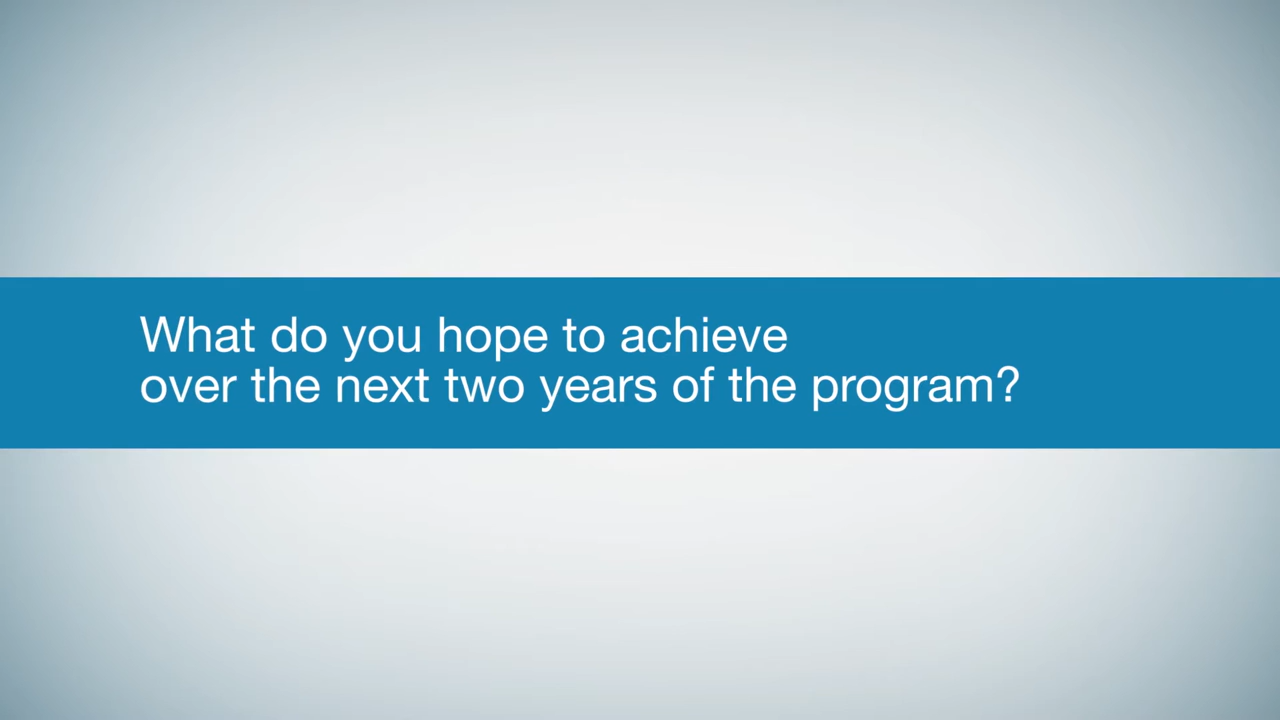 What do you hope to achieve
over the next two years of the program?